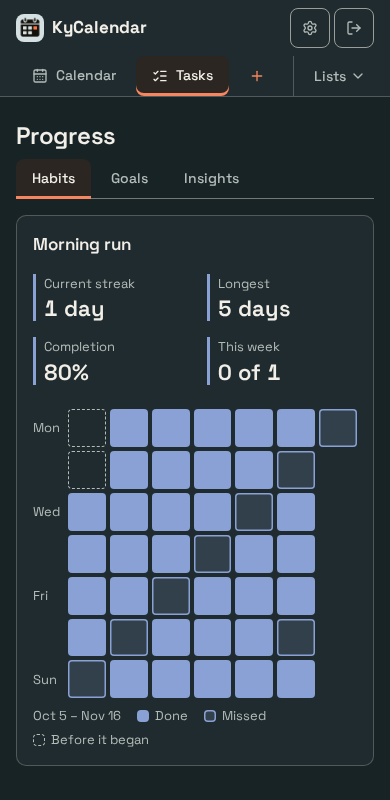 KyCalendar
Calendar Tasks + Lists
Progress
Habits Goals Insights
Morning run
Current streak Longest
1 day 5 days
Completion This week
80% 0 of 1
Mon
Wed
Fri
Sun
Oct 5 – Nov 16 Done Missed
Before it began